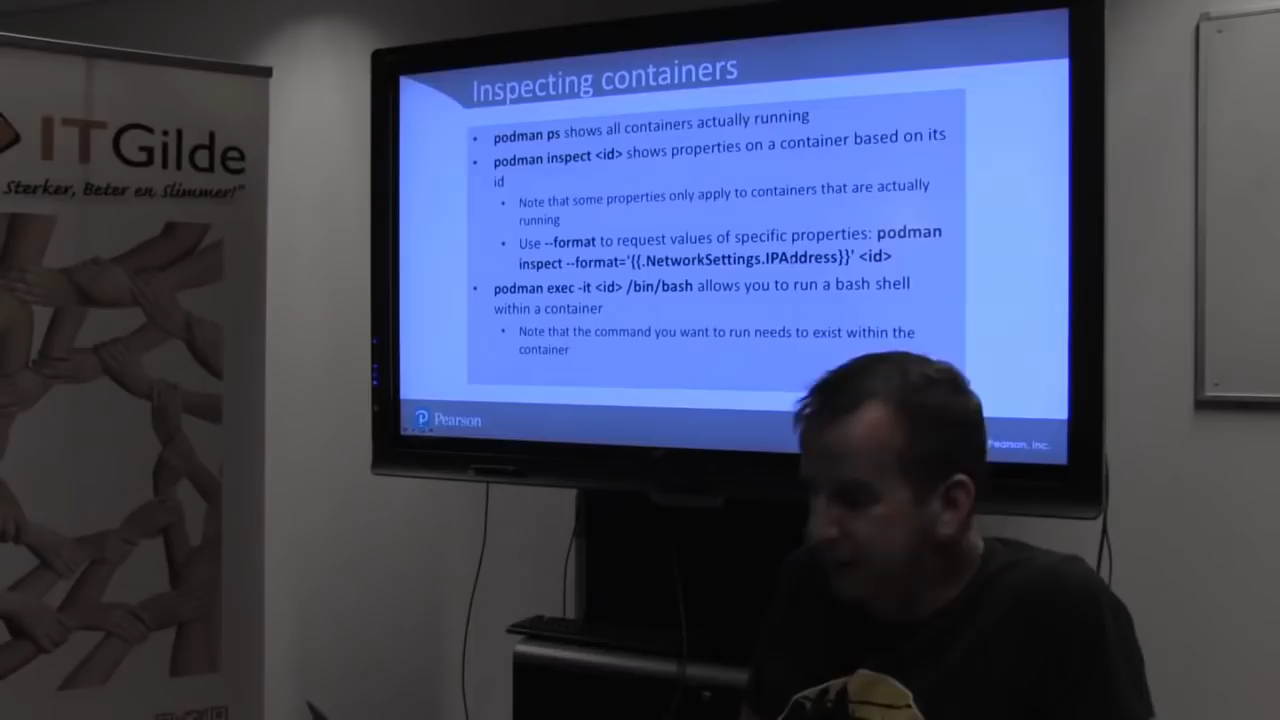 ITGilde
Sterker, Beter en Slimmer!"
Inspecting containers
• podman ps shows all containers actually running
• podman inspect <id> shows properties on a container based on its
id
• Note that some properties only apply to containers that are actually
running
• Use --format to request values of specific properties: podman
inspect --format='{{.NetworkSettings.IPAddress}}' <id>
• podman exec -it <id> /bin/bash allows you to run a bash shell
within a container
• Note that the command you want to run needs to exist within the
container
P Pearson
Pearson, Inc.